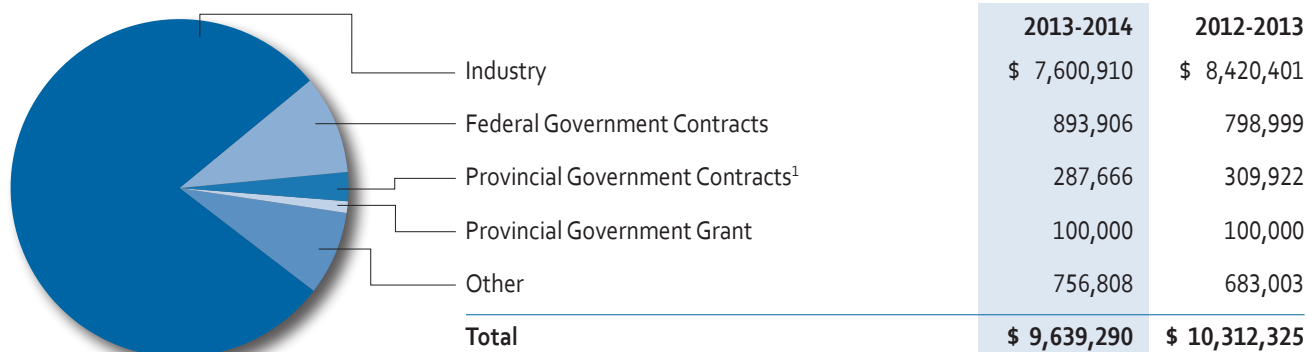 2013-2014 2012-2013
Industry $ 7,600,910 $ 8,420,401
Federal Government Contracts 893,906 798,999
Provincial Government Contracts¹ 287,666 309,922
Provincial Government Grant 100,000 100,000
Other 756,808 683,003
Total $ 9,639,290 $ 10,312,325